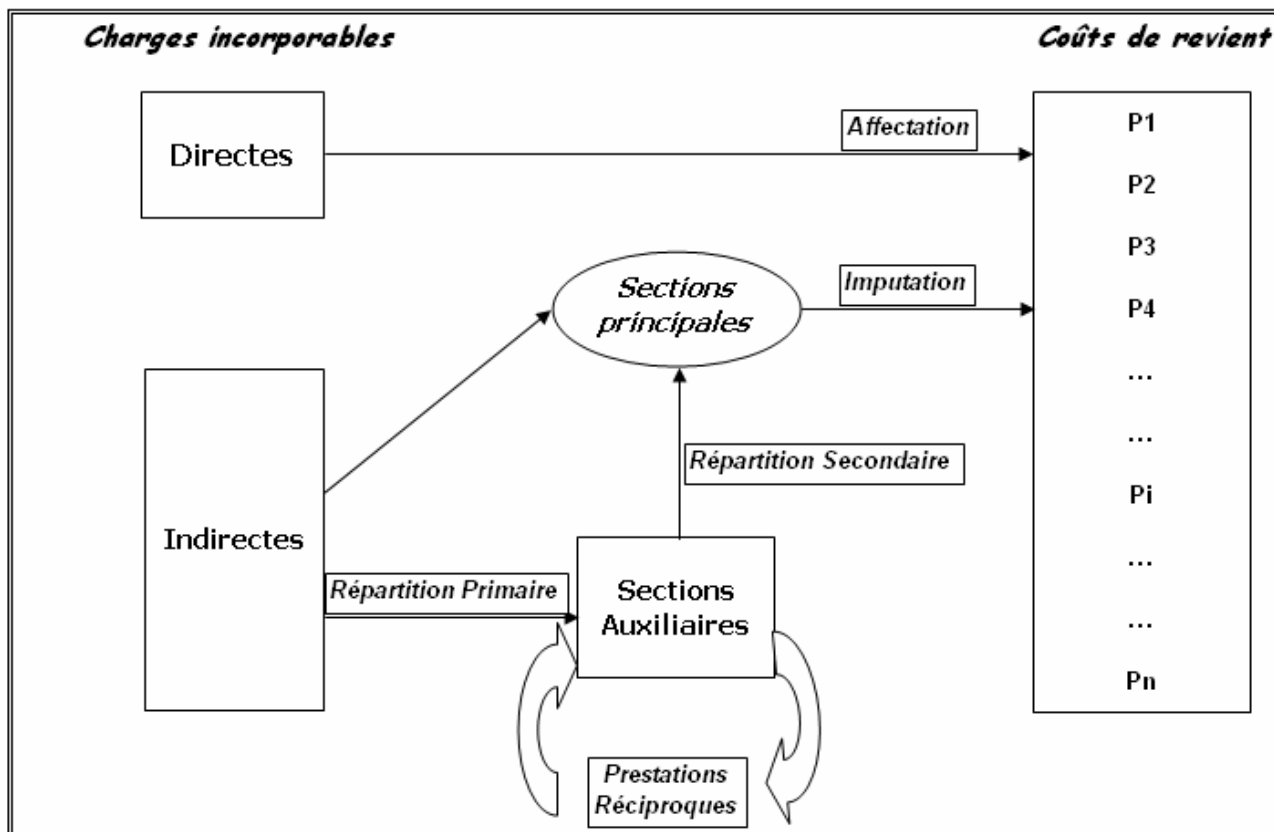 Charges incorporables
Coûts de revient
Directes
Affectation
P1
P2
P3
P4
...
...
Pi
...
...
Pn
Sections
principales
Imputation
Indirectes
Répartition Secondaire
Répartition Primaire
Sections
Auxiliaires
Prestations
Réciproques